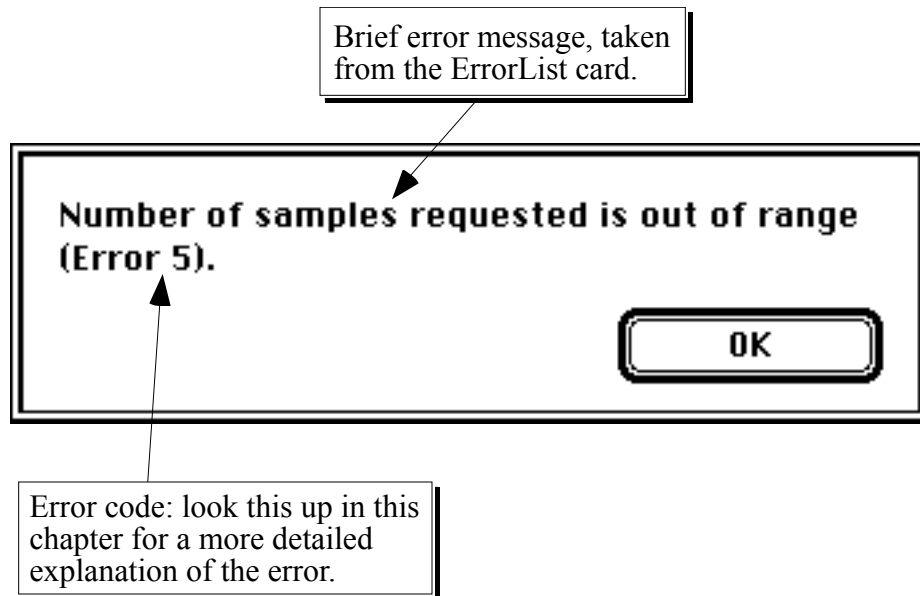 Brief error message, taken
from the ErrorList card.
Number of samples requested is out of range
(Error 5).
OK
Error code: look this up in this
chapter for a more detailed
explanation of the error.